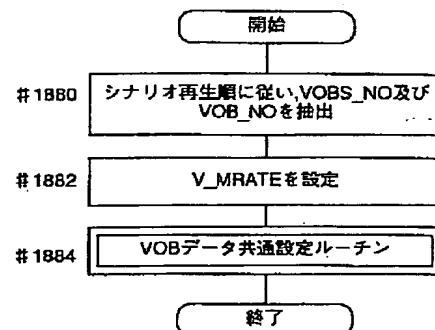 開始
#1880
シナリオ再生順に従い,VOBS_NO及び
VOB_NOを抽出
#1882
V_MRATEを設定
#1884
VOBデータ共通設定ルーチン
終了